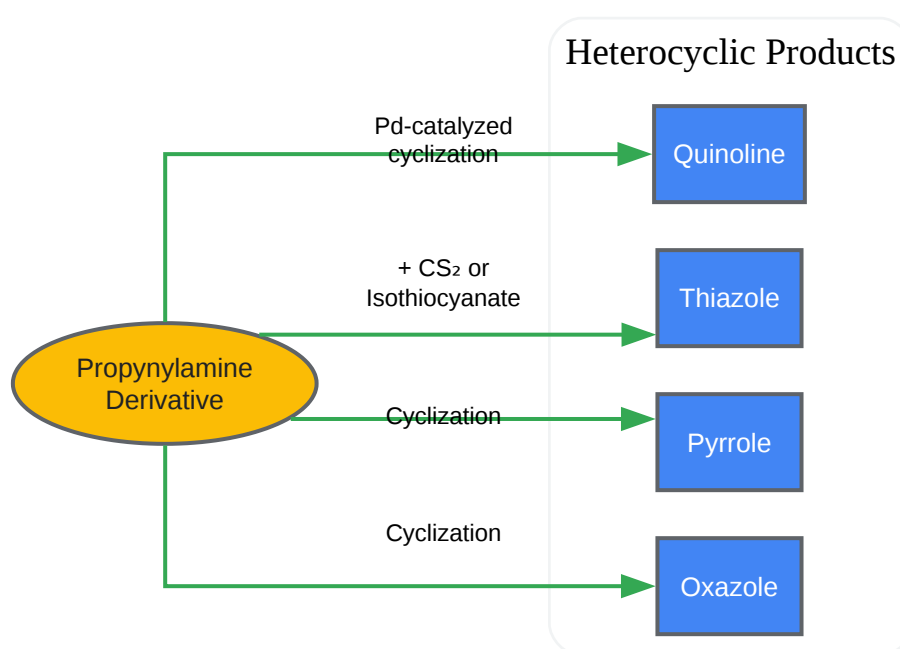 Heterocyclic Products
Pd-catalyzed
cyclization
Quinoline
+ CS₂ or
Isothiocyanate
Thiazole
Propynylamine
Derivative
Cyclization
Pyrrole
Cyclization
Oxazole